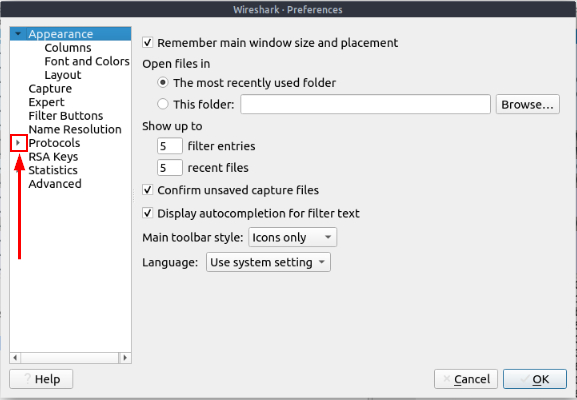 Wireshark · Preferences
Appearance
Columns
Font and Colors
Layout
Capture
Expert
Filter Buttons
Name Resolution
Protocols
RSA Keys
Statistics
Advanced
Remember main window size and placement
Open files in
The most recently used folder
This folder:
Browse...
Show up to
5 filter entries
5 recent files
Confirm unsaved capture files
Display autocompletion for filter text
Main toolbar style: Icons only
Language: Use system setting
? Help
Cancel
OK